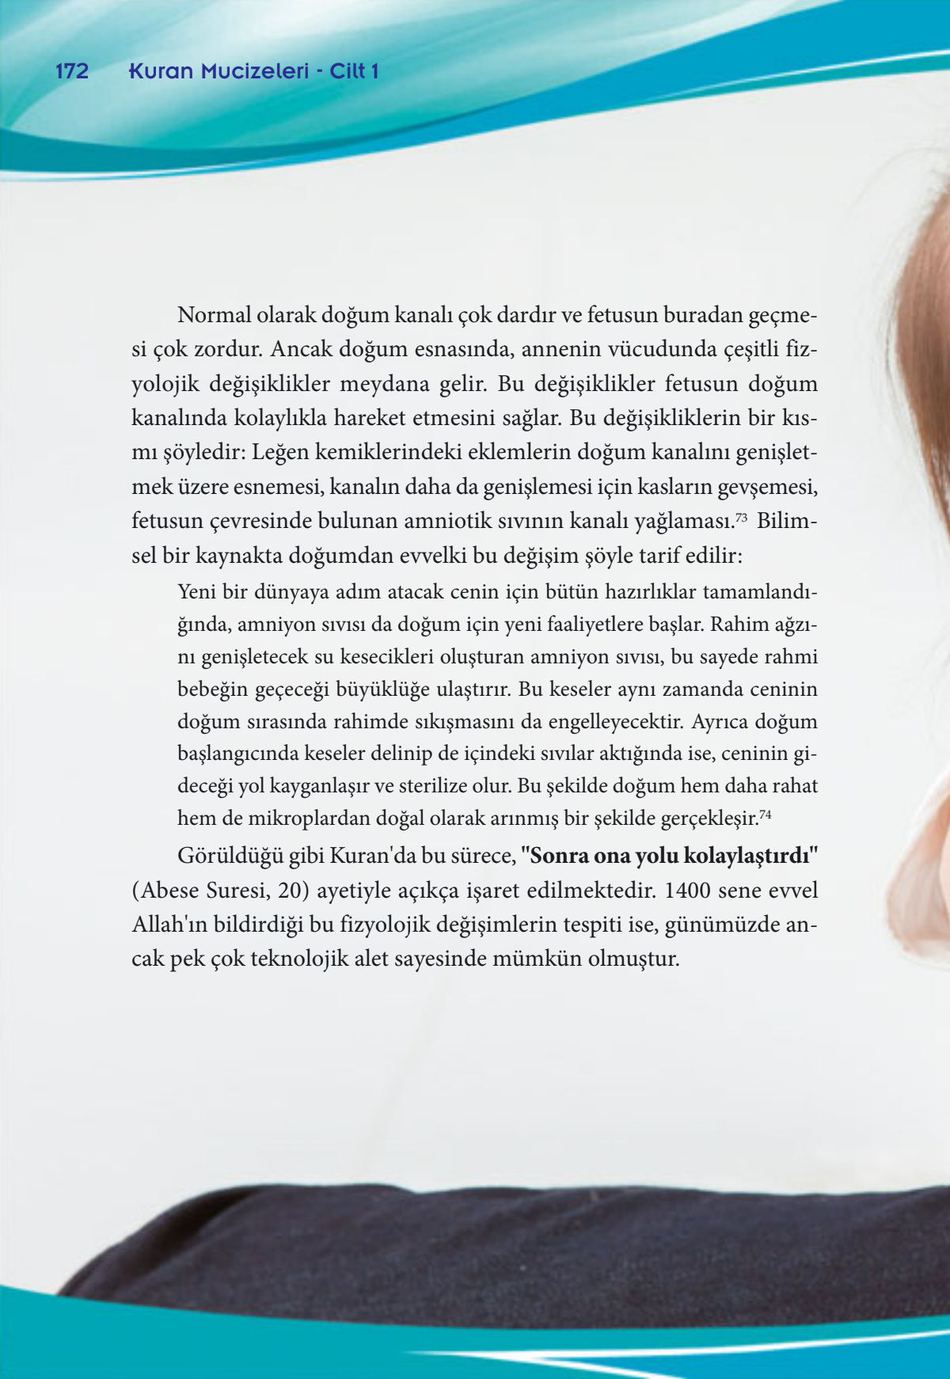 172 Kuran Mucizeleri - Cilt 1
Normal olarak doğum kanalı çok dardır ve fetusun buradan geçme-
si çok zordur. Ancak doğum esnasında, annenin vücudunda çeşitli fiz-
yolojik değişiklikler meydana gelir. Bu değişiklikler fetusun doğum
kanalında kolaylıkla hareket etmesini sağlar. Bu değişikliklerin bir kıs-
mı şöyledir: Leğen kemiklerindeki eklemlerin doğum kanalını genişlet-
mek üzere esnemesi, kanalın daha da genişlemesi için kasların gevşemesi,
fetusun çevresinde bulunan amniotik sıvının kanalı yağlaması.73 Bilim-
sel bir kaynakta doğumdan evvelki bu değişim şöyle tarif edilir:
Yeni bir dünyaya adım atacak cenin için bütün hazırlıklar tamamlandı-
ğında, amniyon sıvısı da doğum için yeni faaliyetlere başlar. Rahim ağzı-
nı genişletecek su kesecikleri oluşturan amniyon sıvısı, bu sayede rahmi
bebeğin geçeceği büyüklüğe ulaştırır. Bu keseler aynı zamanda ceninin
doğum sırasında rahimde sıkışmasını da engelleyecektir. Ayrıca doğum
başlangıcında keseler delinip de içindeki sıvılar aktığında ise, ceninin gi-
deceği yol kayganlaşır ve sterilize olur. Bu şekilde doğum hem daha rahat
hem de mikroplardan doğal olarak arınmış bir şekilde gerçekleşir.74
Görüldüğü gibi Kuran'da bu sürece, "Sonra ona yolu kolaylaştırdı"
(Abese Suresi, 20) ayetiyle açıkça işaret edilmektedir. 1400 sene evvel
Allah'ın bildirdiği bu fizyolojik değişimlerin tespiti ise, günümüzde an-
cak pek çok teknolojik alet sayesinde mümkün olmuştur.